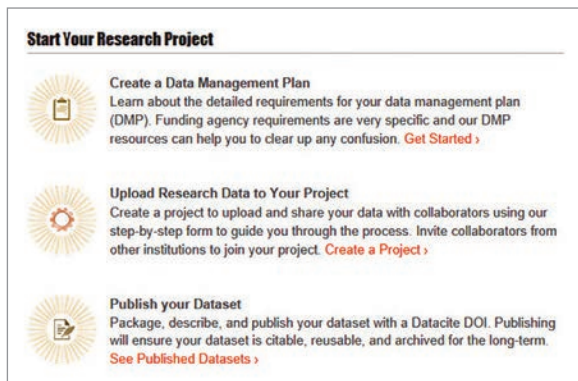 Start Your Research Project
Create a Data Management Plan
Learn about the detailed requirements for your data management plan
(DMP). Funding agency requirements are very specific and our DMP
resources can help you to clear up any confusion. Get Started ›
Upload Research Data to Your Project
Create a project to upload and share your data with collaborators using our
step-by-step form to guide you through the process. Invite collaborators from
other institutions to join your project. Create a Project ›
Publish your Dataset
Package, describe, and publish your dataset with a Datacite DOI. Publishing
will ensure your dataset is citable, reusable, and archived for the long-term.
See Published Datasets ›